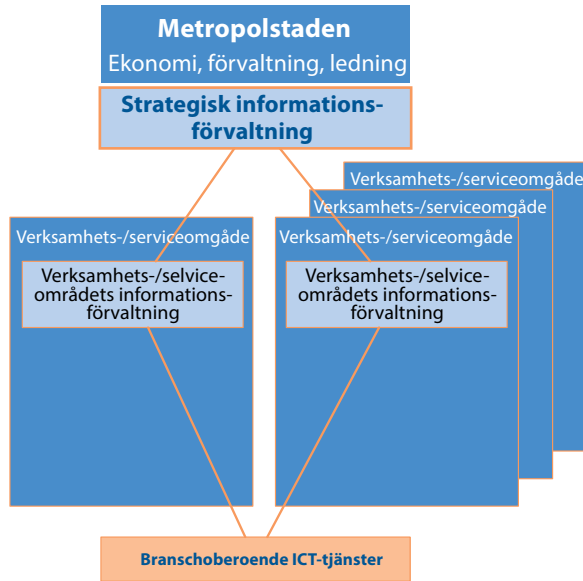 Metropolstaden
Ekonomi, förvaltning, ledning
Strategisk informations-
förvaltning
Verksamhets-/serviceomgåde
Verksamhets-/serviceomgåde
Verksamhets-/serviceomgåde
Verksamhets-/serviceomgåde
Verksamhets-/selvice-
områdets informations-
förvaltning
Verksamhets-/selvice-
områdets informations-
förvaltning
Branschoberoende ICT-tjänster